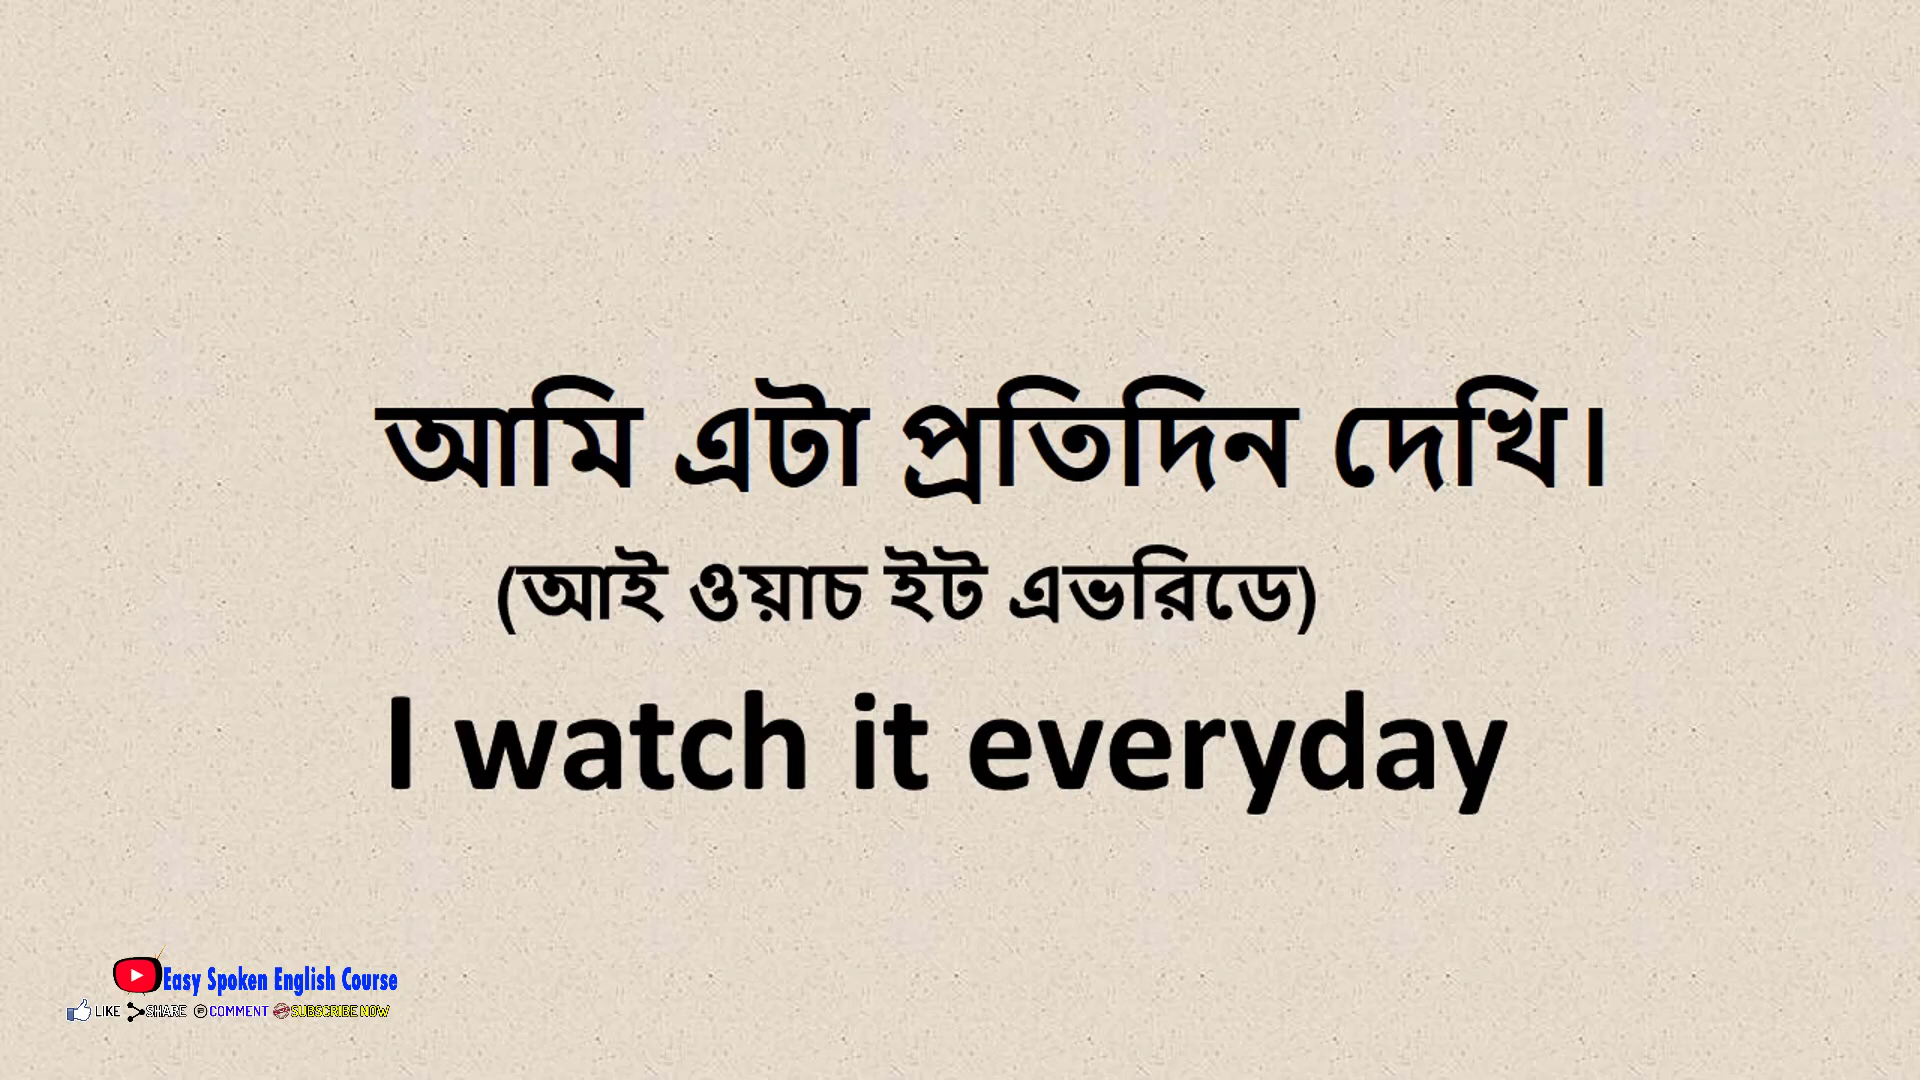 আমি এটা প্রতিদিন দেখি।
(আই ওয়াচ ইট এভরিডে)
I watch it everyday
Easy Spoken English Course
LIKE SHARE COMMENT SUBSCRIBE NOW